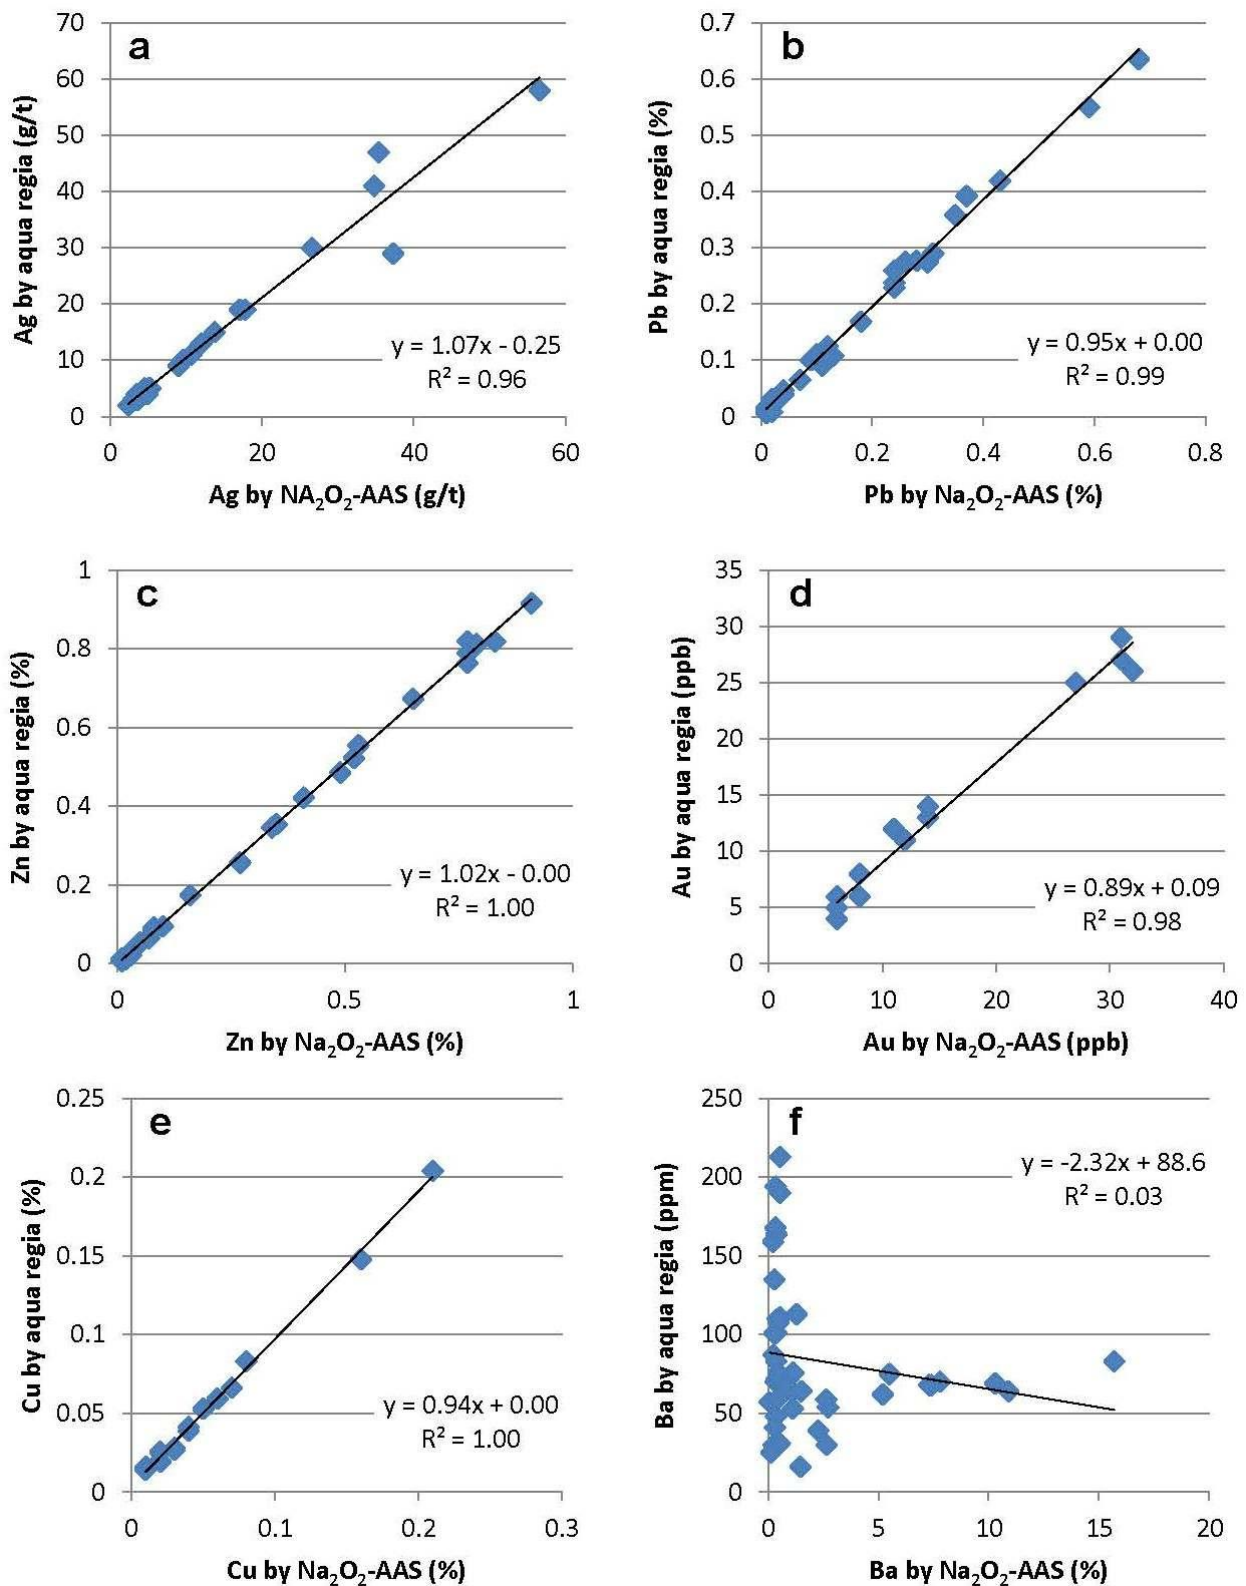 a
70
60
50
40
30
20
10
0
Ag by aqua regia (g/t)
y = 1.07x - 0.25
R² = 0.96
0 20 40 60
Ag by NA₂O₂-AAS (g/t)
b
0.7
0.6
0.5
0.4
0.3
0.2
0.1
0
Pb by aqua regia (%)
y = 0.95x + 0.00
R² = 0.99
0 0.2 0.4 0.6 0.8
Pb by Na₂O₂-AAS (%)
c
1
0.8
0.6
0.4
0.2
0
Zn by aqua regia (%)
y = 1.02x - 0.00
R² = 1.00
0 0.5 1
Zn by Na₂O₂-AAS (%)
d
35
30
25
20
15
10
5
0
Au by aqua regia (ppb)
y = 0.89x + 0.09
R² = 0.98
0 10 20 30 40
Au by Na₂O₂-AAS (ppb)
e
0.25
0.2
0.15
0.1
0.05
0
Cu by aqua regia (%)
y = 0.94x + 0.00
R² = 1.00
0 0.1 0.2 0.3
Cu by Na₂O₂-AAS (%)
f
250
200
150
100
50
0
Ba by aqua regia (ppm)
y = -2.32x + 88.6
R² = 0.03
0 5 10 15 20
Ba by Na₂O₂-AAS (%)